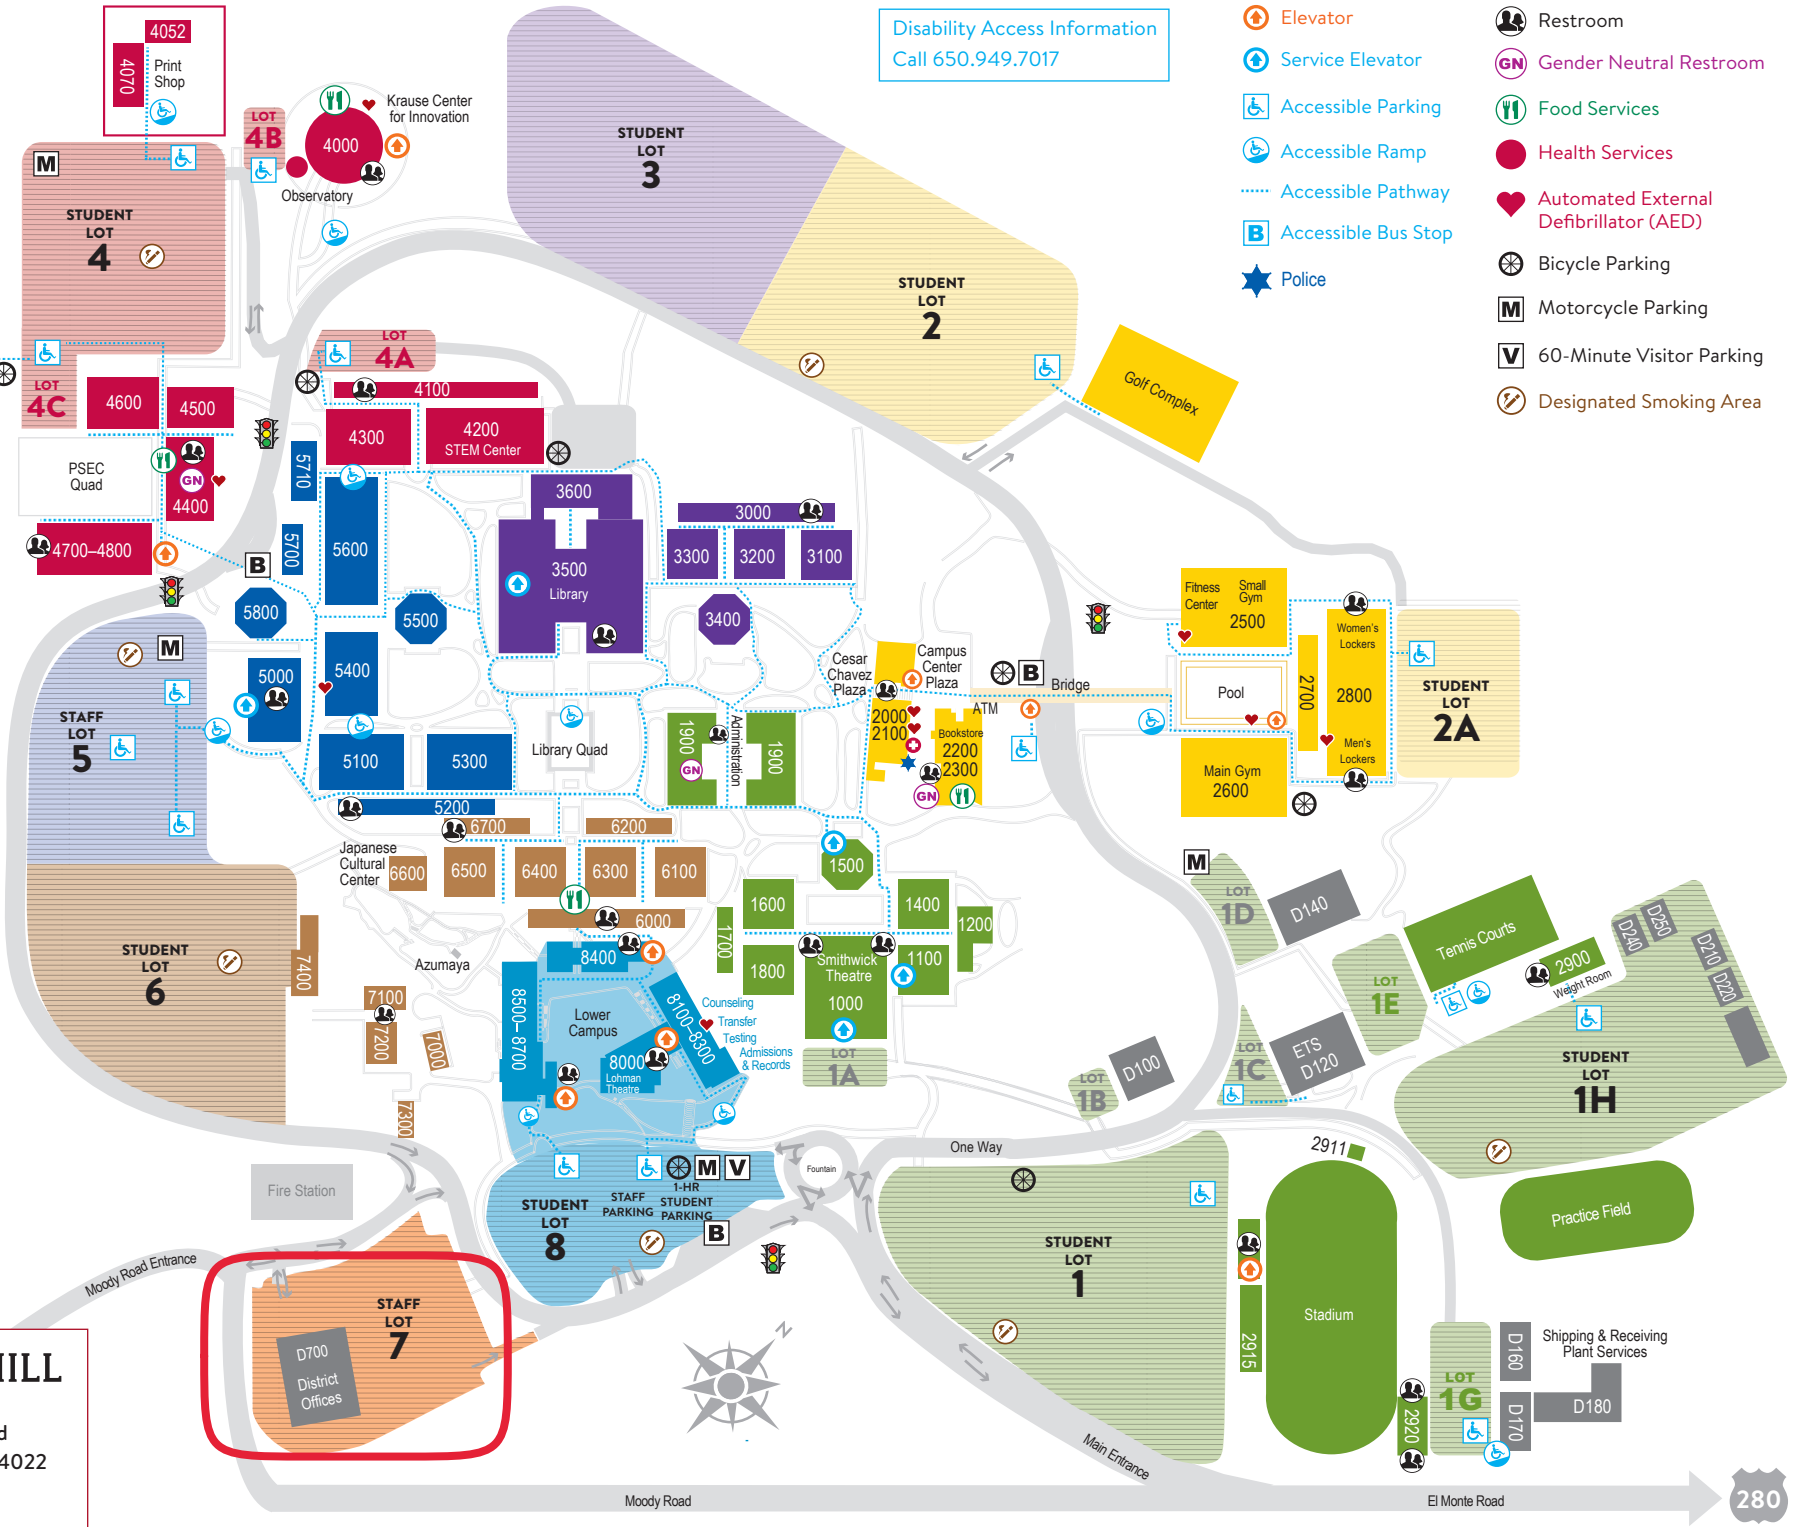 4052
4070
Print
Shop
LOT
4B
4000
Krause Center
for Innovation
Observatory
M
STUDENT
LOT
4
LOT
4C
LOT
4A
4100
4600
4500
4300
4200
STEM Center
PSEC
Quad
GN
4400
4700–4800
B
5710
5700
5600
5800
5500
5000
5400
5100
5300
5200
STUDENT
LOT
3
STUDENT
LOT
2
Golf Complex
Disability Access Information
Call 650.949.7017
Elevator
Service Elevator
Accessible Parking
Accessible Ramp
Accessible Pathway
B
Accessible Bus Stop
Police
Restroom
GN
Gender Neutral Restroom
Food Services
Health Services
Automated External
Defibrillator (AED)
Bicycle Parking
M
Motorcycle Parking
V
60-Minute Visitor Parking
Designated Smoking Area
3600
3500
Library
3000
3300
3200
3100
3400
Library Quad
1900
GN
Administration
1900
Cesar
Chavez
Plaza
Campus
Center
Plaza
2000
2100
Bookstore
2200
2300
GN
ATM
B
Bridge
Fitness
Center
Small
Gym
2500
Pool
2700
Women's
Lockers
2800
Men's
Lockers
Main Gym
2600
STUDENT
LOT
2A
M
STAFF
LOT
5
STUDENT
LOT
6
7400
Japanese
Cultural
Center
6600
6700
6200
6500
6400
6300
6100
6000
Azumaya
7100
7200
7000
7300
8400
8500–8700
Lower
Campus
8000
Lohman
Theatre
8100–8300
Counseling
Transfer
Testing
Admissions
& Records
1500
1600
1400
1200
1700
1800
1100
Smithwick
Theatre
1000
LOT
1A
M
LOT
1D
D140
LOT
1E
Tennis Courts
2900
Weight Room
D240
D250
D210
D220
LOT
1C
ETS
D120
LOT
1B
D100
STUDENT
LOT
1H
Fire Station
STUDENT
LOT
8
STAFF
PARKING
M
V
1-HR
STUDENT
PARKING
B
Fountain
One Way
STUDENT
LOT
1
2911
Practice Field
Stadium
2915
2920
LOT
1G
D160
D170
D180
Shipping & Receiving
Plant Services
Moody Road Entrance
STAFF
LOT
7
D700
District
Offices
N
Main Entrance
Moody Road
El Monte Road
280
HILL
d
4022